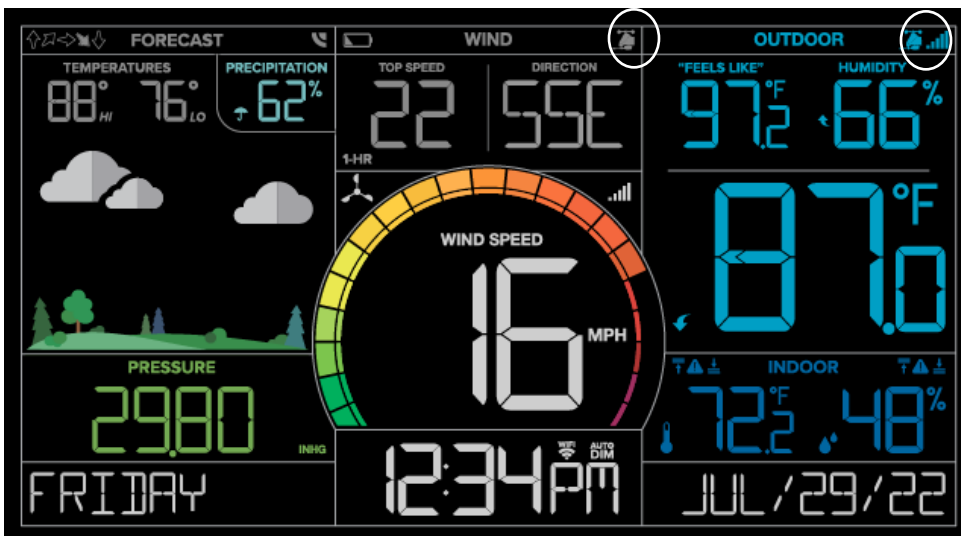 FORECAST
WIND
OUTDOOR
TEMPERATURES
88° HI 76° LO
PRECIPITATION
62%
TOP SPEED
22
1-HR
DIRECTION
SSE
"FEELS LIKE"
97.2°F
HUMIDITY
66%
WIND SPEED
16
MPH
87.0°F
PRESSURE
29.80
INHG
INDOOR
72.2°F
48%
FRIDAY
12:34 PM
WIFI
AUTO
DIM
JUL/29/22